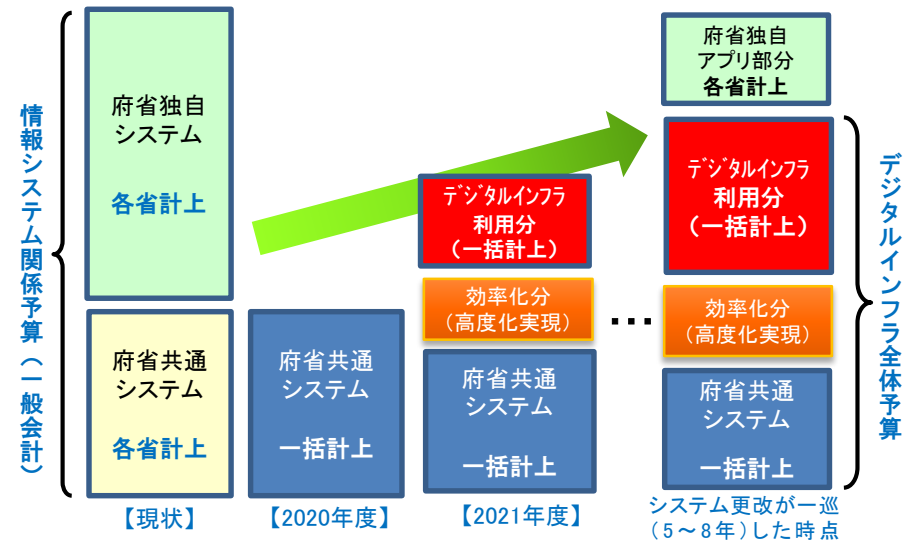 情報システム関係予算(一般会計)
府省独自
システム
各省計上
府省共通
システム
各省計上
【現状】
府省共通
システム
一括計上
【2020年度】
デジタルインフラ
利用分
(一括計上)
効率化分
(高度化実現)
府省共通
システム
一括計上
【2021年度】
…
府省独自
アプリ部分
各省計上
デジタルインフラ
利用分
(一括計上)
効率化分
(高度化実現)
府省共通
システム
一括計上
システム更改が一巡
(5~8年)した時点
デジタルインフラ全体予算